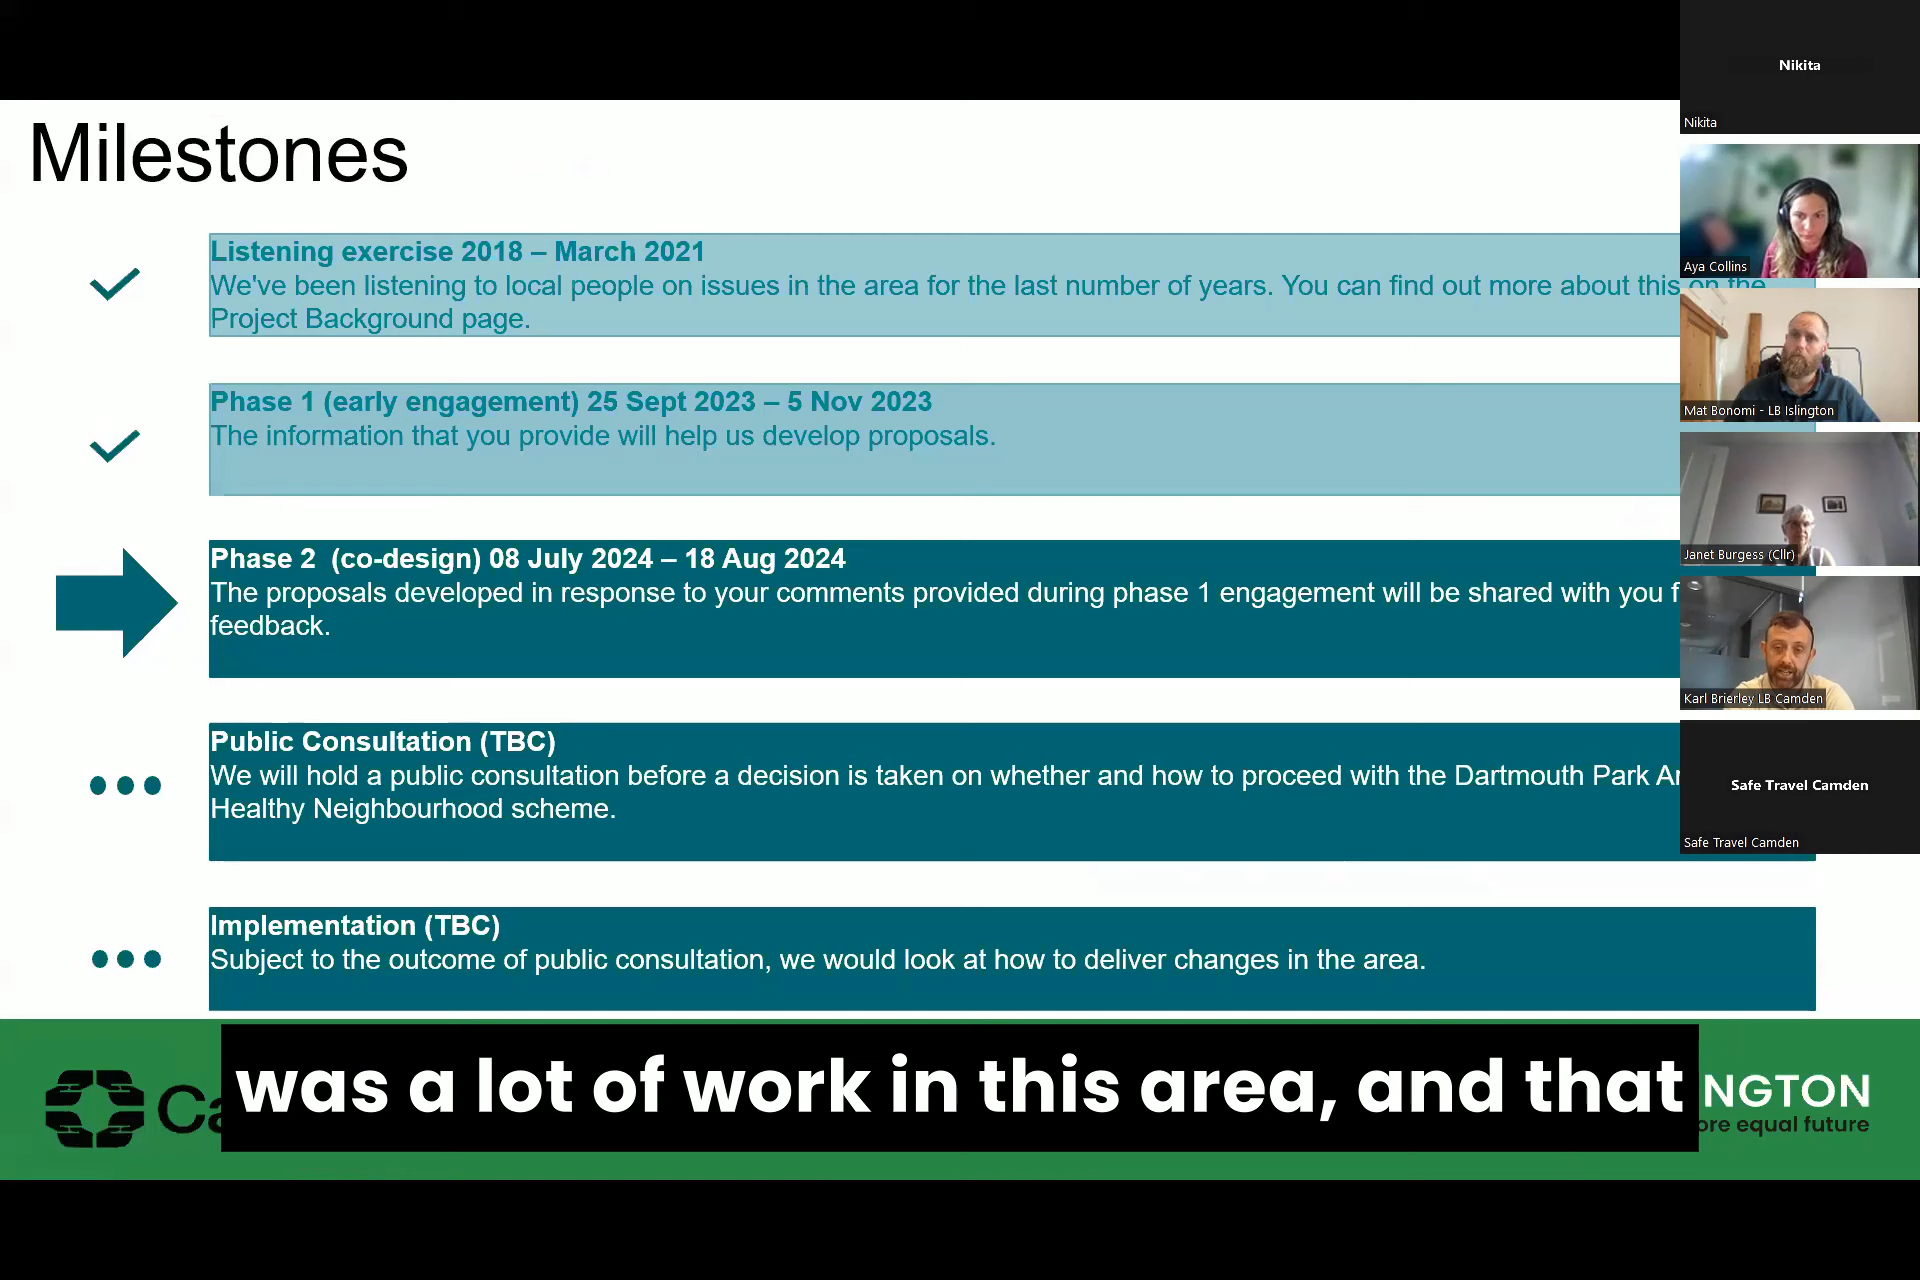 Milestones
Listening exercise 2018 – March 2021
We've been listening to local people on issues in the area for the last number of years. You can find out more about this on the
Project Background page.
Phase 1 (early engagement) 25 Sept 2023 – 5 Nov 2023
The information that you provide will help us develop proposals.
Phase 2  (co-design) 08 July 2024 – 18 Aug 2024
The proposals developed in response to your comments provided during phase 1 engagement will be shared with you
feedback.
Public Consultation (TBC)
We will hold a public consultation before a decision is taken on whether and how to proceed with the Dartmouth Park
Healthy Neighbourhood scheme.
Implementation (TBC)
Subject to the outcome of public consultation, we would look at how to deliver changes in the area.
was a lot of work in this area, and that
Ca
NGTON
ore equal future
Nikita
Nikita
Aya Collins
Mat Bonomi - LB Islington
Janet Burgess (Cllr)
Karl Brierley LB Camden
Safe Travel Camden
Safe Travel Camden